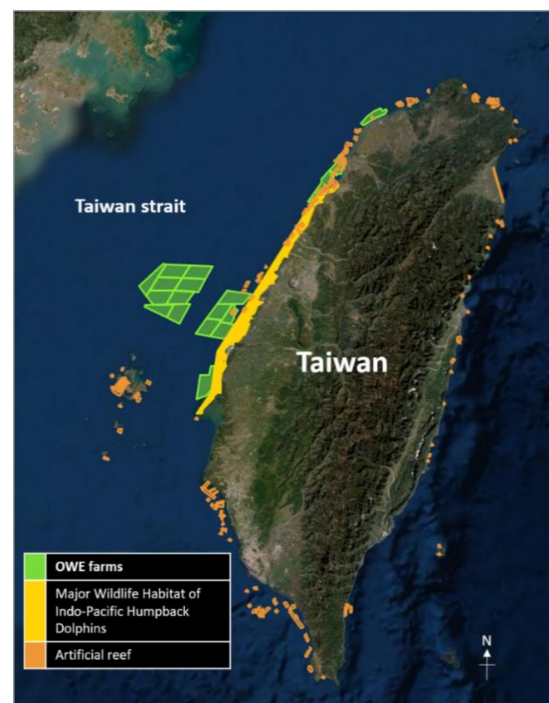 Taiwan strait
Taiwan
OWE farms
Major Wildlife Habitat of
Indo-Pacific Humpback
Dolphins
Artificial reef
N